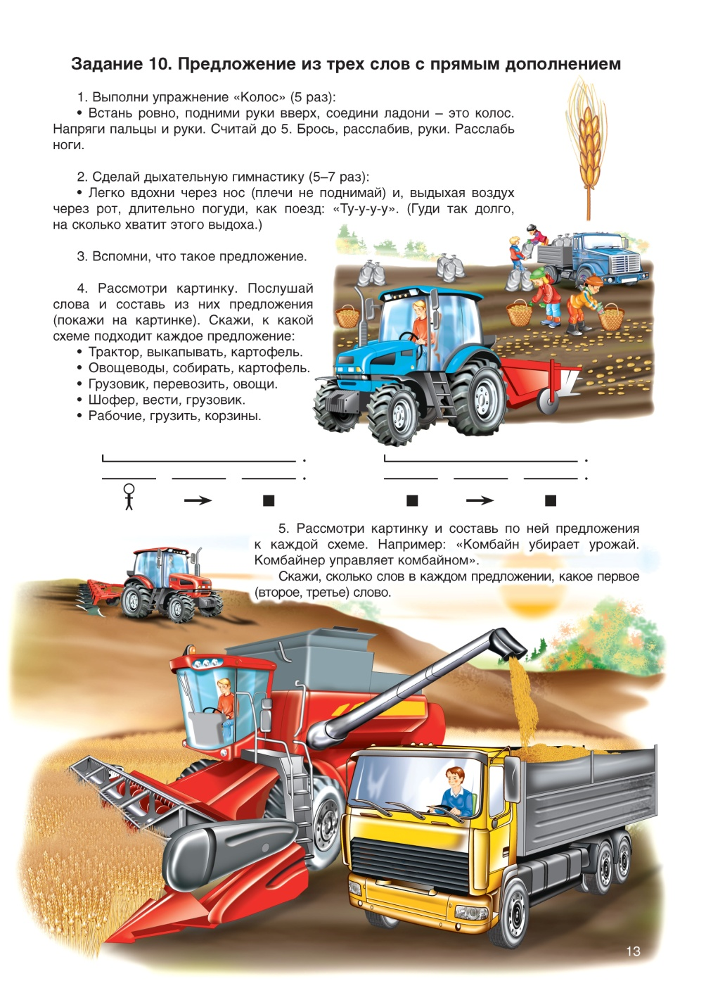 Задание 10. Предложение из трех слов с прямым дополнением
1. Выполни упражнение «Колос» (5 раз):
• Встань ровно, подними руки вверх, соедини ладони – это колос.
Напряги пальцы и руки. Считай до 5. Брось, расслабив, руки. Расслабь
ноги.
2. Сделай дыхательную гимнастику (5–7 раз):
• Легко вдохни через нос (плечи не поднимай) и, выдыхая воздух
через рот, длительно погуди, как поезд: «Ту-у-у-у». (Гуди так долго,
на сколько хватит этого выдоха.)
3. Вспомни, что такое предложение.
4. Рассмотри картинку. Послушай
слова и составь из них предложения
(покажи на картинке). Скажи, к какой
схеме подходит каждое предложение:
• Трактор, выкапывать, картофель.
• Овощеводы, собирать, картофель.
• Грузовик, перевозить, овощи.
• Шофер, вести, грузовик.
• Рабочие, грузить, корзины.
5. Рассмотри картинку и составь по ней предложения
к каждой схеме. Например: «Комбайн убирает урожай.
Комбайнер управляет комбайном».
Скажи, сколько слов в каждом предложении, какое первое
(второе, третье) слово.
13